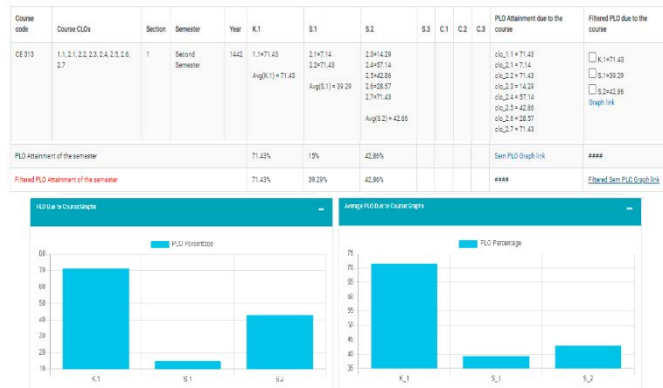 Course code
Course CLOs
Section
Semester
Year
K.1
S.1
S.2
S.3
C.1
C.2
C.3
PLO Attainment due to the course
Filtered PLO due to the course
CE 313
1.1, 2.1, 2.2, 2.3, 2.4, 2.5, 2.6, 2.7
1
Second Semester
1442
1.1=71.43
Avg(K.1) = 71.43
2.1=7.14
2.2=71.43
Avg(S.1) = 39.29
2.3=14.29
2.4=57.14
2.5=42.86
2.6=28.57
2.7=71.43
Avg(S.2) = 42.86
clo_1.1 = 71.43
clo_2.1 = 7.14
clo_2.2 = 71.43
clo_2.3 = 14.29
clo_2.4 = 57.14
clo_2.5 = 42.86
clo_2.6 = 28.57
clo_2.7 = 71.43
K.1=71.43
S.1=39.29
S.2=42.86
Graph link
PLO Attainment of the semester
71.43%
15%
42.86%
Sem PLO Graph link
####
Filtered PLO Attainment of the semester
71.43%
39.29%
42.86%
####
Filtered Sem PLO Graph link
PLO Due to Course Graphs
Average PLO Due to Course Graphs
PLO Percentage
80
70
60
50
40
30
20
10
K.1
S.1
S.2
PLO Percentage
75
70
65
60
55
50
45
40
35
K_1
S_1
S_2